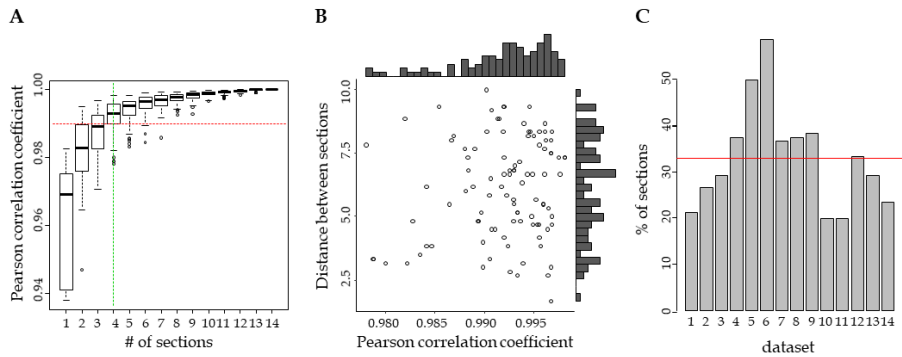 A
B
C
Pearson correlation coefficient
1.00
0.98
0.96
0.94
1 2 3 4 5 6 7 8 9 10 11 12 13 14
# of sections
Distance between sections
10.0
7.5
5.0
2.5
0.980 0.985 0.990 0.995
Pearson correlation coefficient
% of sections
50
40
30
20
10
0
1 2 3 4 5 6 7 8 9 10 11 12 13 14
dataset